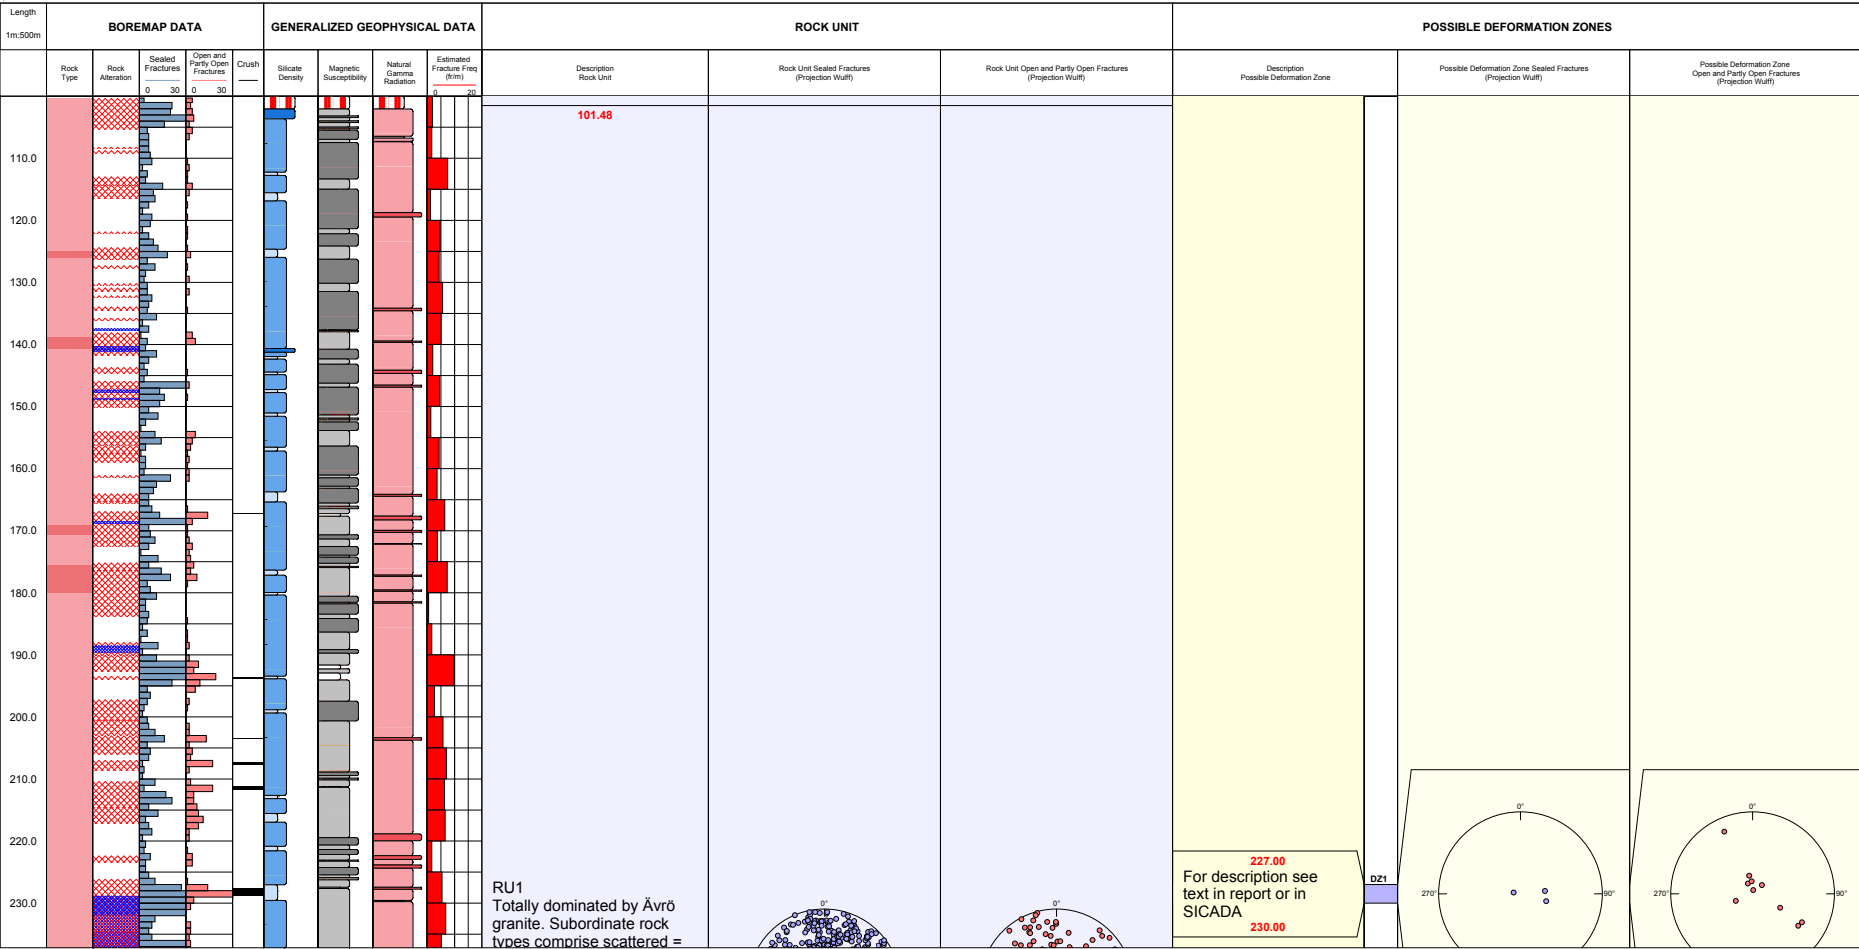 Length
1m:500m
BOREMAP DATA
GENERALIZED GEOPHYSICAL DATA
ROCK UNIT
POSSIBLE DEFORMATION ZONES
Rock
Type
Rock
Alteration
Sealed
Fractures
0 30
Open and
Partly Open
Fractures
0 30
Crush
Silicate
Density
Magnetic
Susceptibility
Natural
Gamma
Radiation
Estimated
Fracture Freq
(fr/m)
0 20
Description
Rock Unit
Rock Unit Sealed Fractures
(Projection Wulff)
Rock Unit Open and Partly Open Fractures
(Projection Wulff)
Description
Possible Deformation Zone
Possible Deformation Zone Sealed Fractures
(Projection Wulff)
Possible Deformation Zone
Open and Partly Open Fractures
(Projection Wulff)
101.48
110.0
120.0
130.0
140.0
150.0
160.0
170.0
180.0
190.0
200.0
210.0
220.0
230.0
RU1
Totally dominated by Ävrö
granite. Subordinate rock
types comprise scattered =
0°
0°
227.00
For description see
text in report or in
SICADA
230.00
DZ1
0°
270°
90°
0°
270°
90°